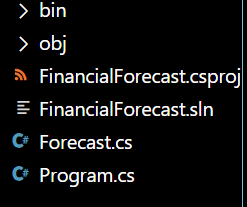 bin
obj
FinancialForecast.csproj
FinancialForecast.sln
C# Forecast.cs
C# Program.cs